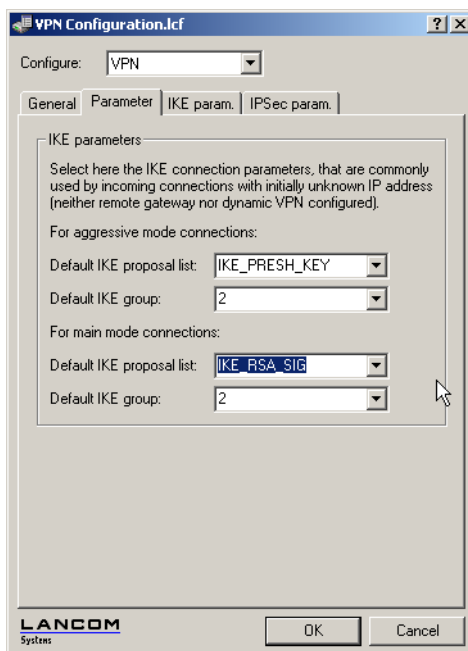 VPN Configuration.lcf
Configure: VPN
General Parameter IKE param. IPSec param.
IKE parameters
Select here the IKE connection parameters, that are commonly
used by incoming connections with initially unknown IP address
(neither remote gateway nor dynamic VPN configured).
For aggressive mode connections:
Default IKE proposal list: IKE_PRESH_KEY
Default IKE group: 2
For main mode connections:
Default IKE proposal list: IKE_RSA_SIG
Default IKE group: 2
LANCOM
Systems
OK Cancel